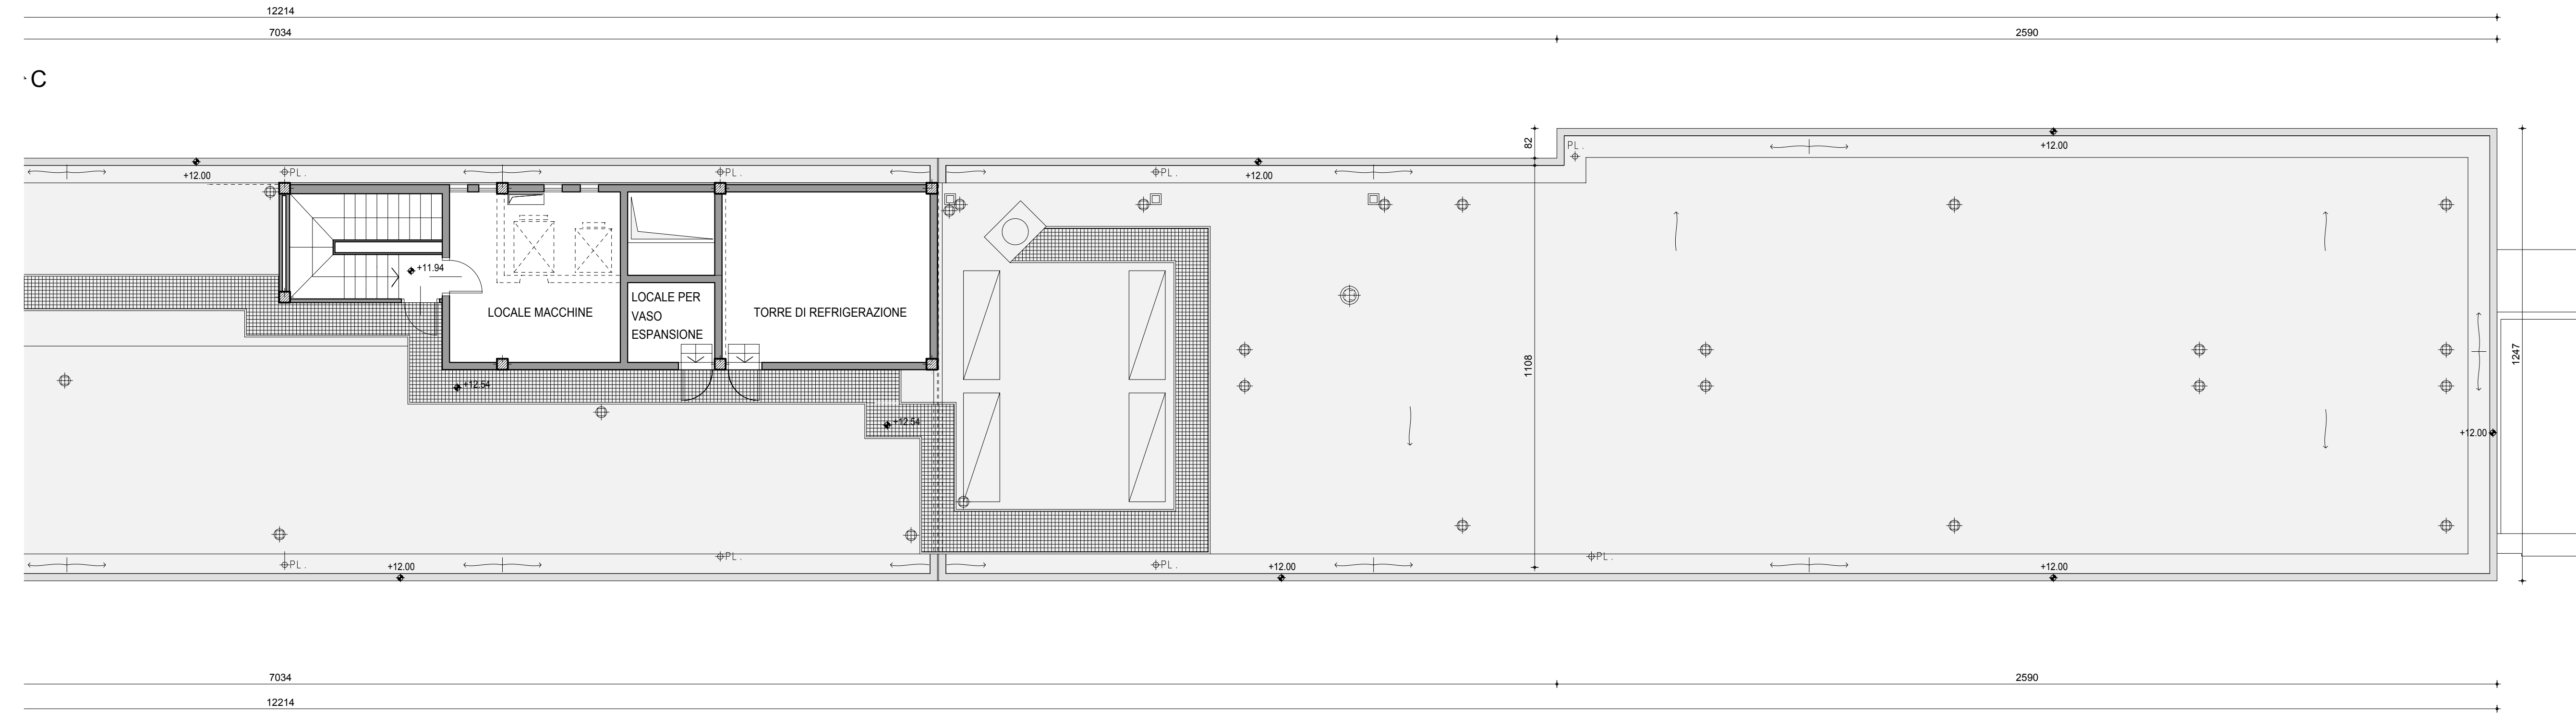 12214
7034
2590
C
82
PL.
+12.00
+12.00
PL.
PL.
PL.
+12.00
+11.94
LOCALE MACCHINE
LOCALE PER
VASO
ESPANSIONE
TORRE DI REFRIGERAZIONE
1108
1247
+12.54
+12.54
+12.00
PL.
PL.
PL.
PL.
+12.00
+12.00
+12.00
7034
2590
12214